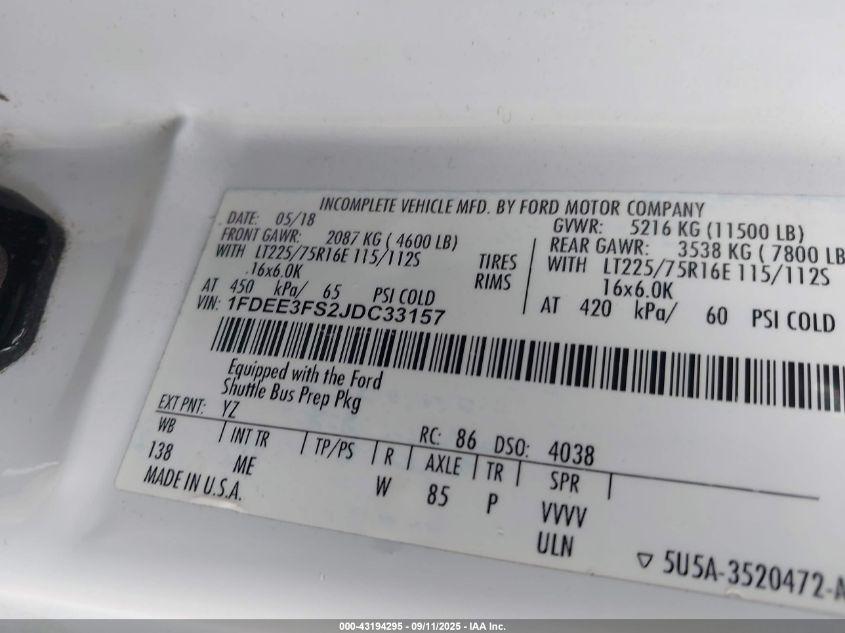 INCOMPLETE VEHICLE MFD. BY FORD MOTOR COMPANY
DATE: 05/18 GVWR: 5216 KG (11500 LB)
FRONT GAWR: 2087 KG ( 4600 LB) REAR GAWR: 3538 KG ( 7800 LB
WITH LT225/75R16E 115/112S TIRES WITH LT225/75R16E 115/112S
16x6.0K RIMS 16x6.0K
AT 450 kPa/ 65 PSI COLD AT 420 kPa/ 60 PSI COLD
VIN: 1FDEE3FS2JDC33157
Equipped with the Ford
Shuttle Bus Prep Pkg
EXT PNT: YZ RC: 86 DSO: 4038
WB INT TR TP/PS R AXLE TR SPR
138 ME W 85 P VVVV
MADE IN U.S.A. ULN
5U5A-3520472-A
000-43194295 - 09/11/2025 - IAA Inc.